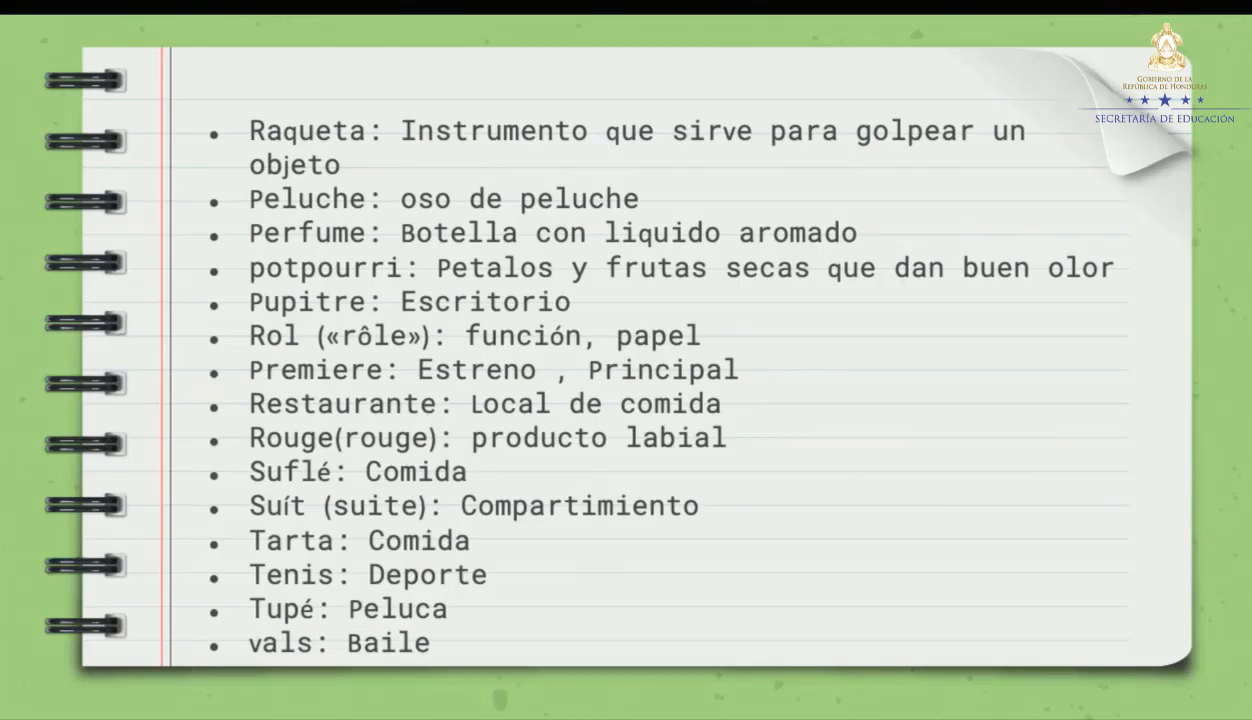 GOBIERNO DE LA
REPÚBLICA DE HONDURAS
SECRETARÍA DE EDUCACIÓN
• Raqueta: Instrumento que sirve para golpear un
objeto
• Peluche: oso de peluche
• Perfume: Botella con liquido aromado
• potpourri: Petalos y frutas secas que dan buen olor
• Pupitre: Escritorio
• Rol («rôle»): función, papel
• Premiere: Estreno , Principal
• Restaurante: Local de comida
• Rouge(rouge): producto labial
• Suflé: Comida
• Suít (suite): Compartimiento
• Tarta: Comida
• Tenis: Deporte
• Tupé: Peluca
• vals: Baile